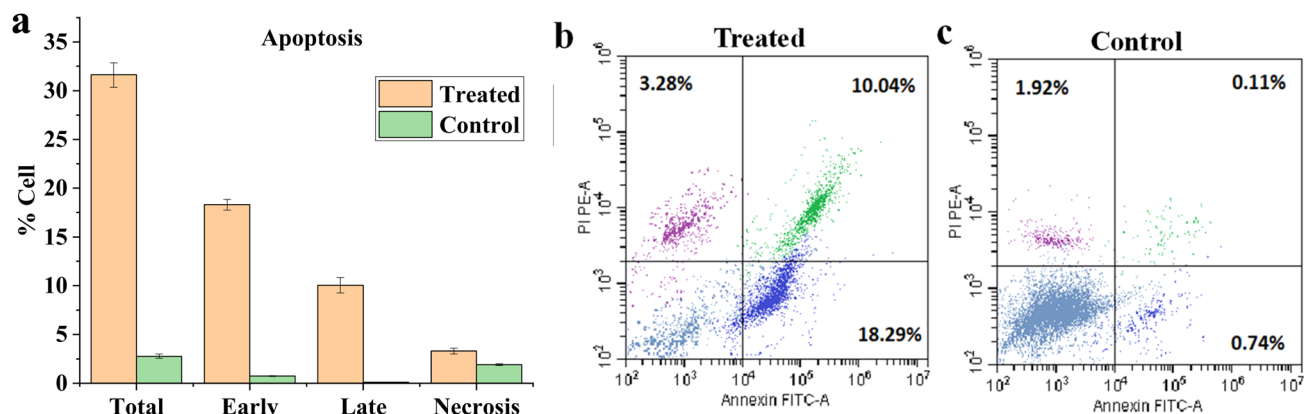 a
Apoptosis
% Cell
35
30
25
20
15
10
5
0
Treated
Control
Total
Early
Late
Necrosis
b
Treated
3.28%
10.04%
18.29%
PI PE-A
10^6
10^5
10^4
10^3
10^2
10^2 10^3 10^4 10^5 10^6 10^7
Annexin FITC-A
c
Control
1.92%
0.11%
0.74%
PI PE-A
10^6
10^5
10^4
10^3
10^2
10^2 10^3 10^4 10^5 10^6 10^7
Annexin FITC-A